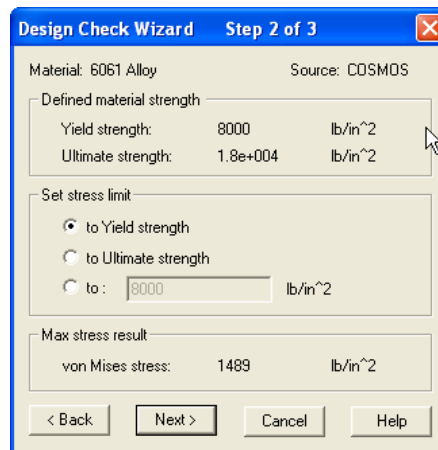 Design Check Wizard Step 2 of 3
Material: 6061 Alloy Source: COSMOS
Defined material strength
Yield strength: 8000 lb/in^2
Ultimate strength: 1.8e+004 lb/in^2
Set stress limit
to Yield strength
to Ultimate strength
to : 8000 lb/in^2
Max stress result
von Mises stress: 1489 lb/in^2
< Back Next > Cancel Help